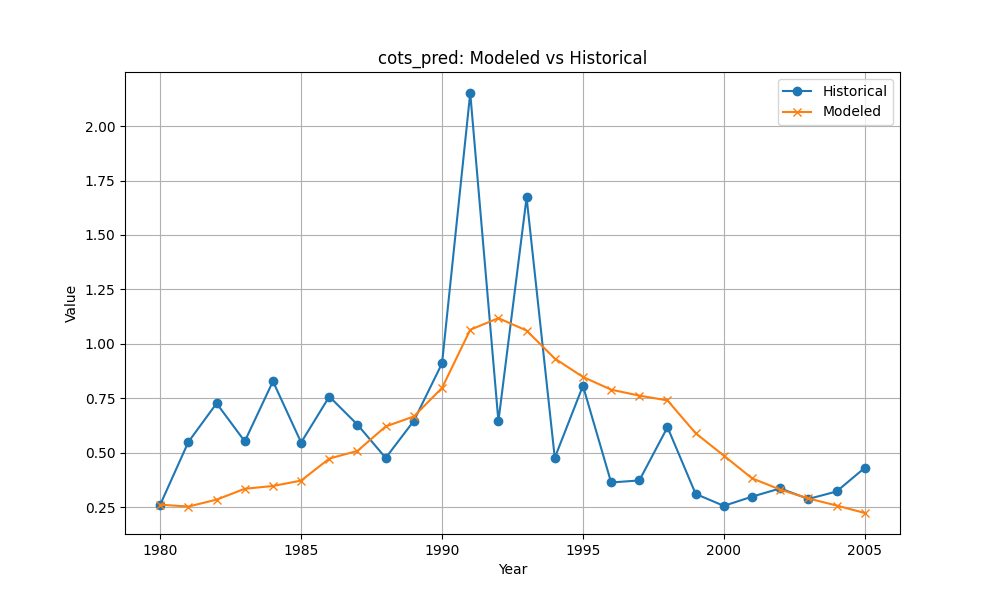 cots_pred: Modeled vs Historical
Historical
Modeled
Value
2.00
1.75
1.50
1.25
1.00
0.75
0.50
0.25
1980 1985 1990 1995 2000 2005
Year